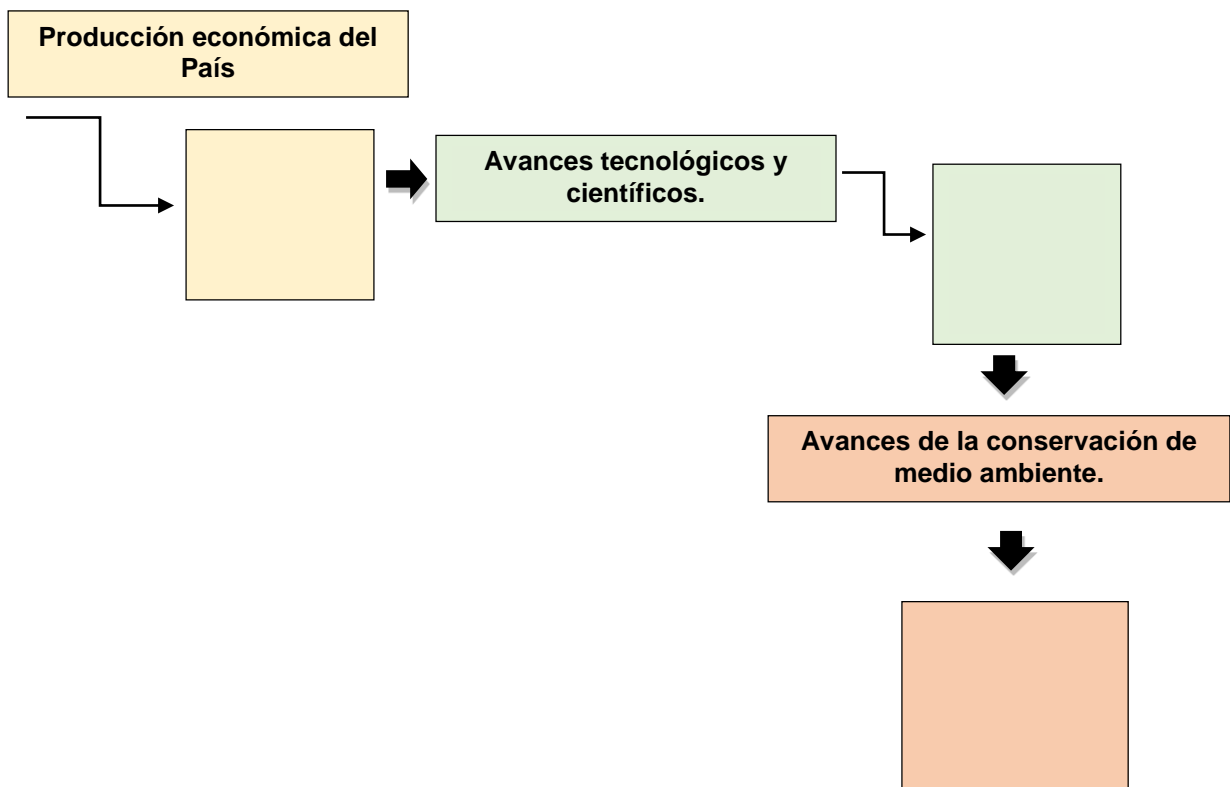 Producción económica del
País
Avances tecnológicos y
científicos.
Avances de la conservación de
medio ambiente.